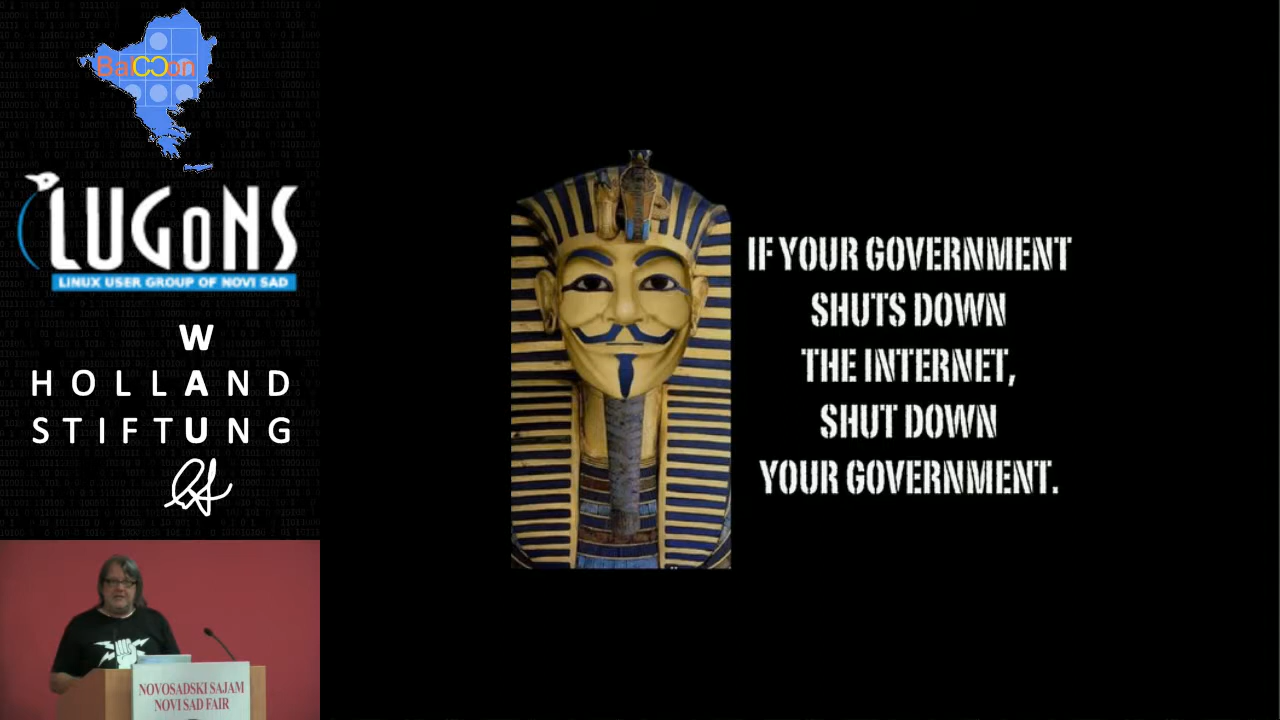 BalCCon
LUGoNS
LINUX USER GROUP OF NOVI SAD
W
HOLLAND
STIFTUNG
IF YOUR GOVERNMENT
SHUTS DOWN
THE INTERNET,
SHUT DOWN
YOUR GOVERNMENT.
NOVOSADSKI SAJAM
NOVI SAD FAIR